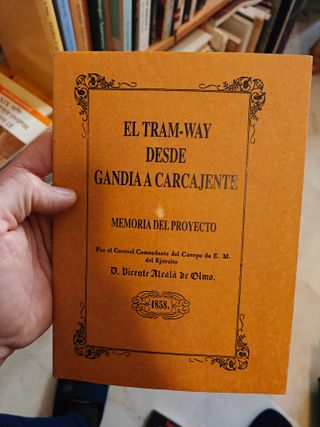 EL TRAM-WAY
DESDE
GANDIA A CARCAJENTE
MEMORIA DEL PROYECTO
Por el Coronel Comandante del Cuerpo de E. M.
del Ejército
D. Vicente Alcalá de Olmo.
1858.